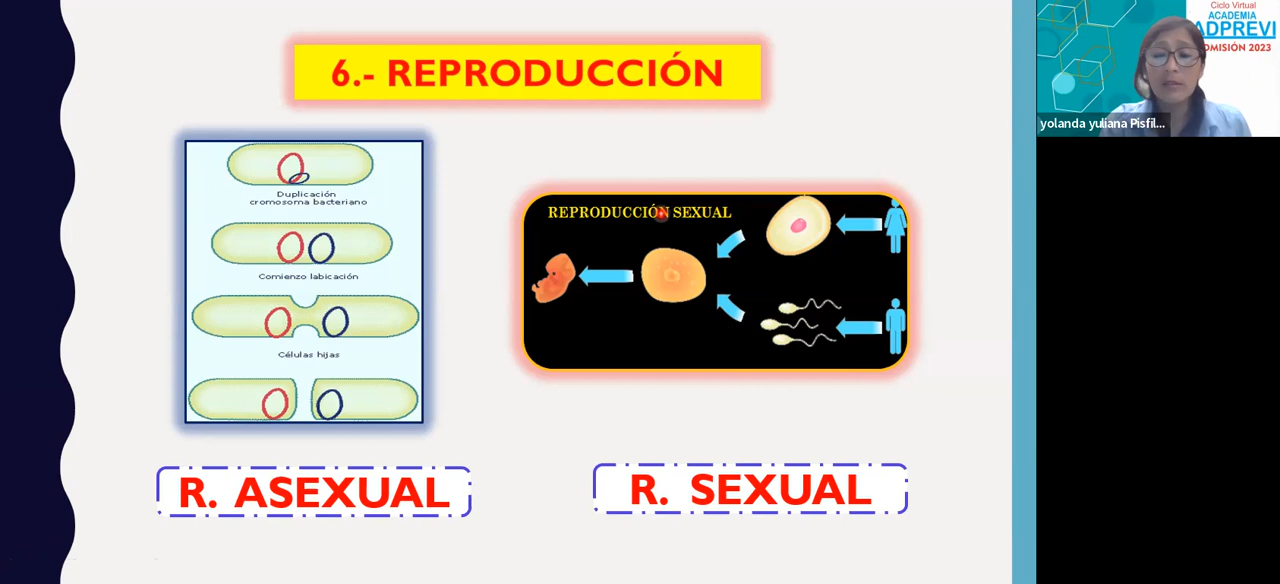 6.- REPRODUCCIÓN
Duplicación
cromosoma bacteriano
Comienzo labicación
Células hijas
R. ASEXUAL
REPRODUCCIÓN SEXUAL
R. SEXUAL
Ciclo Virtual
ACADEMIA
ADPREVI
DMISIÓN 2023
yolanda yuliana Pisfil...